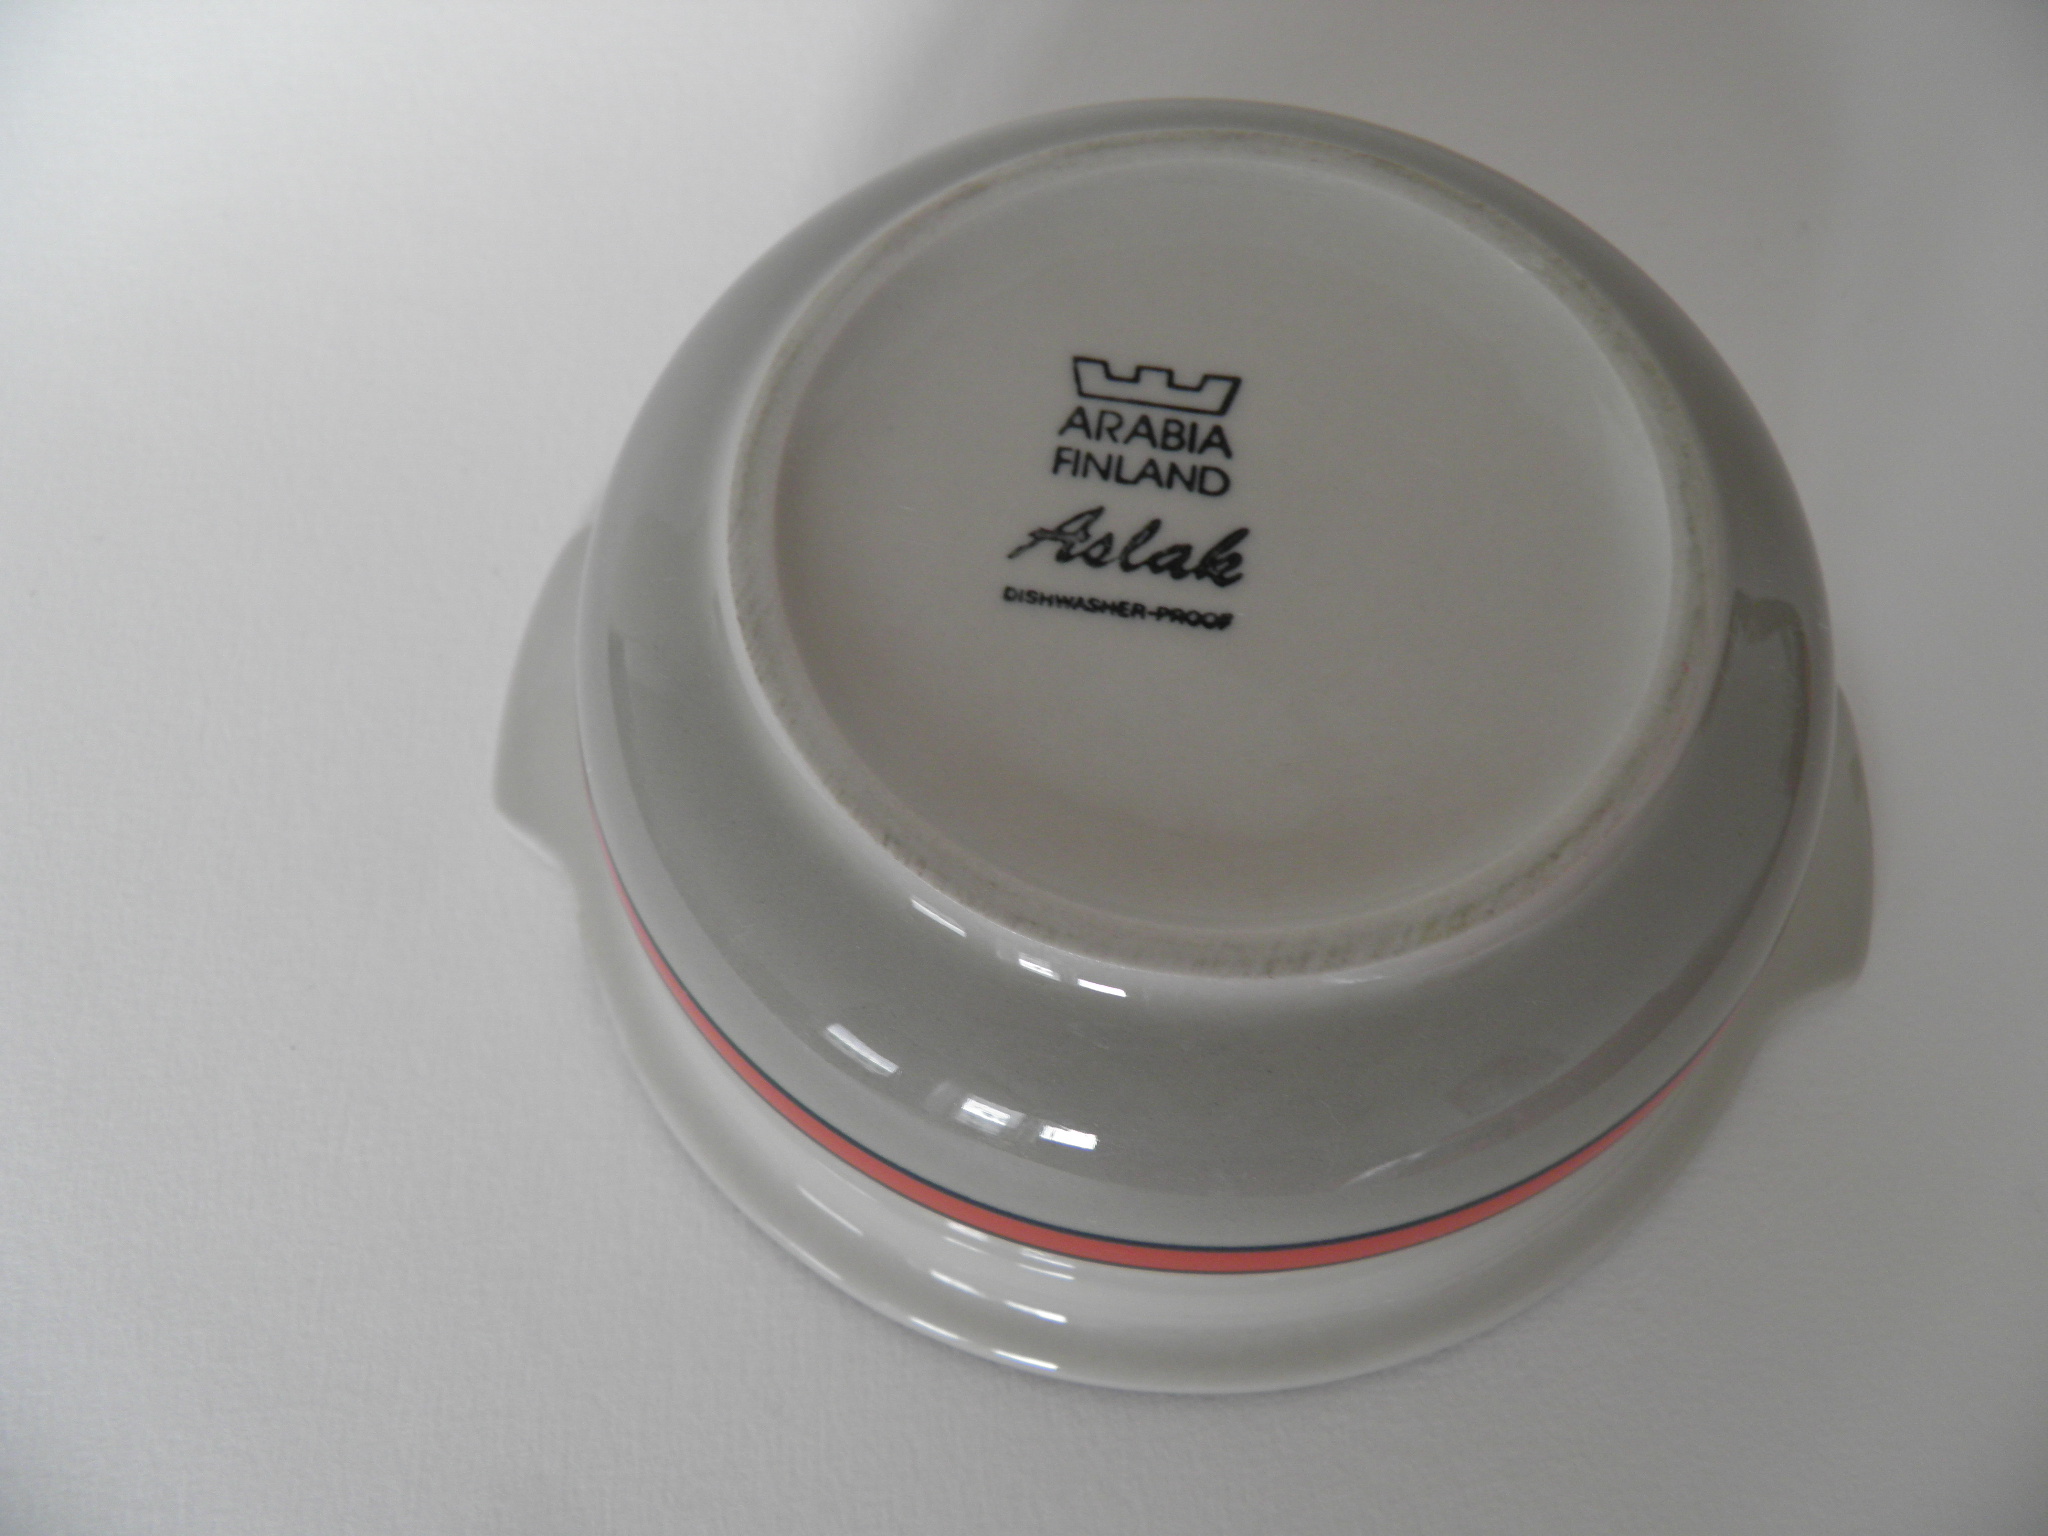 ARABIA
FINLAND
Aslak
DISHWASHER-PROOF